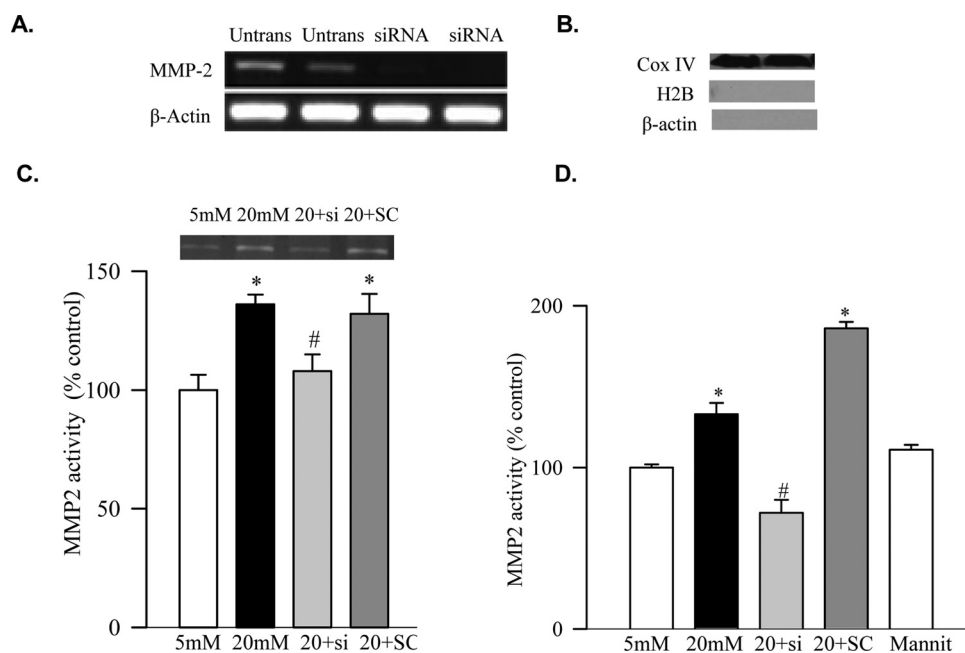 A.
Untrans Untrans siRNA siRNA
MMP-2
β-Actin
B.
Cox IV
H2B
β-actin
C.
5mM 20mM 20+si 20+SC
MMP2 activity (% control)
150
100
50
0
* # *
5mM 20mM 20+si 20+SC
D.
MMP2 activity (% control)
200
100
0
* # *
5mM 20mM 20+si 20+SC Mannit